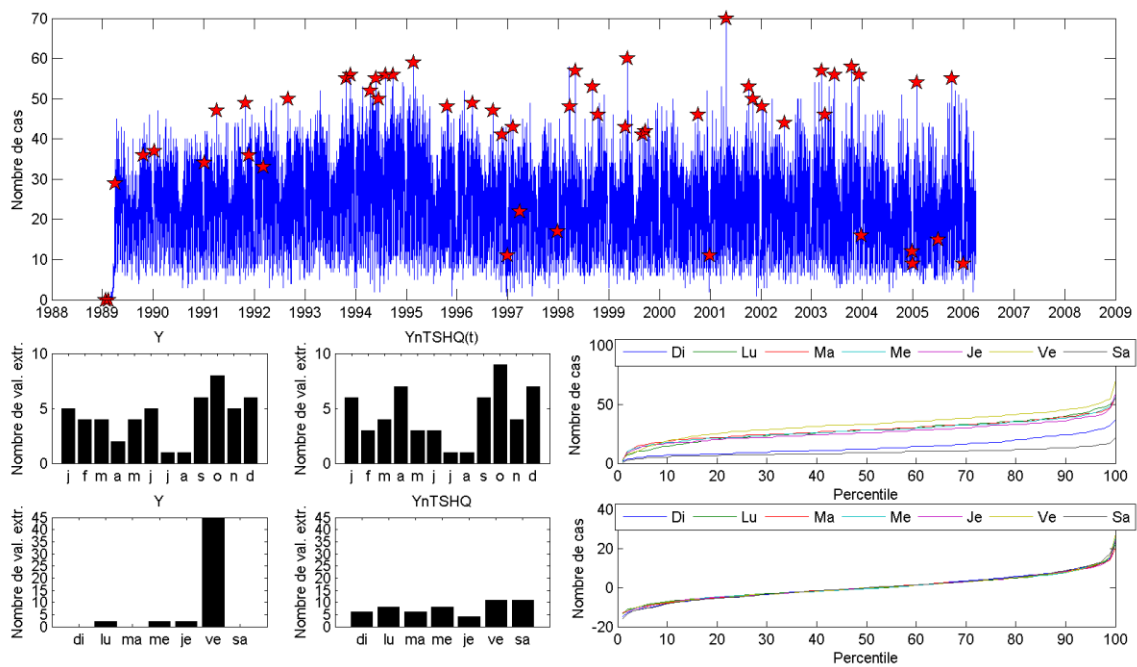 70
60
50
40
30
20
10
0
Nombre de cas
1988 1989 1990 1991 1992 1993 1994 1995 1996 1997 1998 1999 2000 2001 2002 2003 2004 2005 2006 2007 2008 2009
Y
10
5
0
Nombre de val. extr.
j f m a m j j a s o n d
YnTSHQ(t)
10
5
0
Nombre de val. extr.
j f m a m j j a s o n d
100
50
0
Nombre de cas
Di Lu Ma Me Je Ve Sa
10 20 30 40 50 60 70 80 90 100
Percentile
Y
45
40
35
30
25
20
15
10
5
0
Nombre de val. extr.
di lu ma me je ve sa
YnTSHQ
45
40
35
30
25
20
15
10
5
0
Nombre de val. extr.
di lu ma me je ve sa
40
20
0
-20
Nombre de cas
Di Lu Ma Me Je Ve Sa
10 20 30 40 50 60 70 80 90 100
Percentile